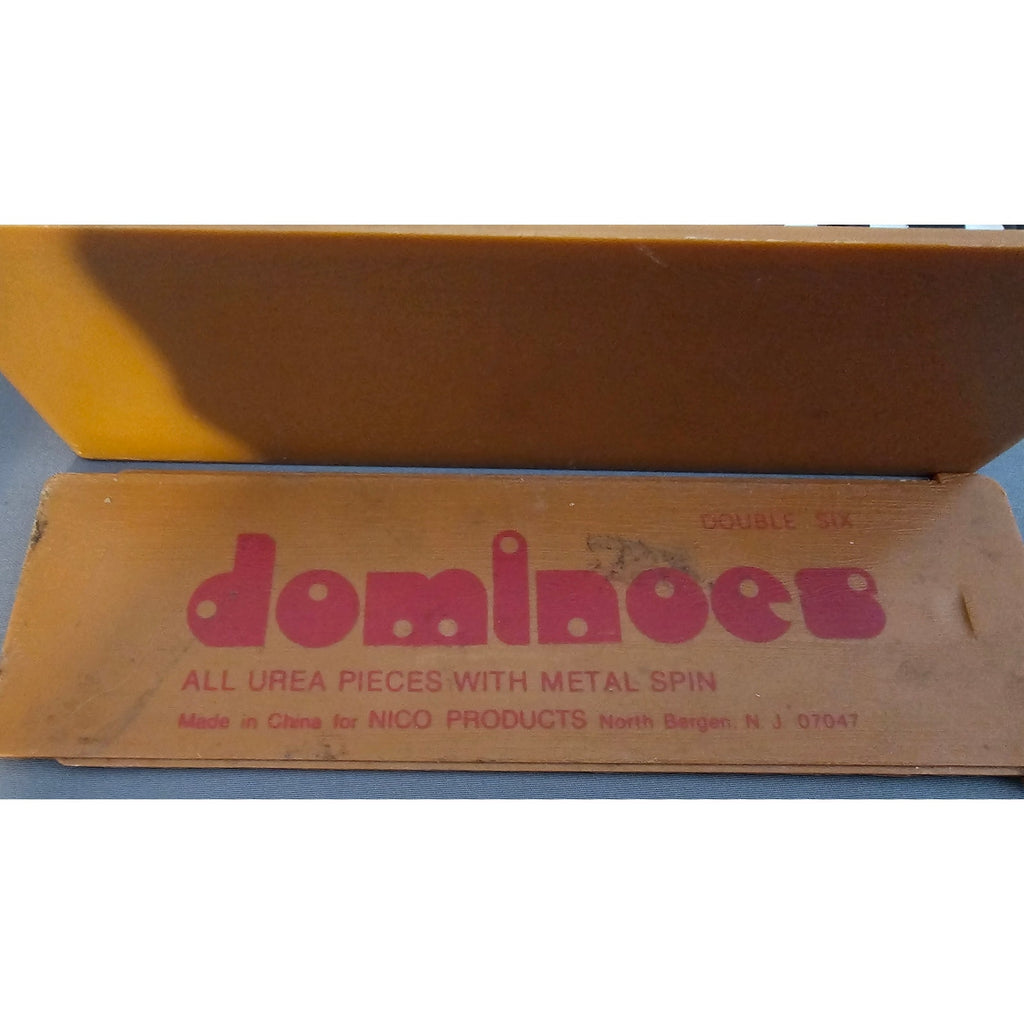 DOUBLE SIX
dominoes
ALL UREA PIECES WITH METAL SPIN
Made in China for NICO PRODUCTS North Bergen, N J 07047